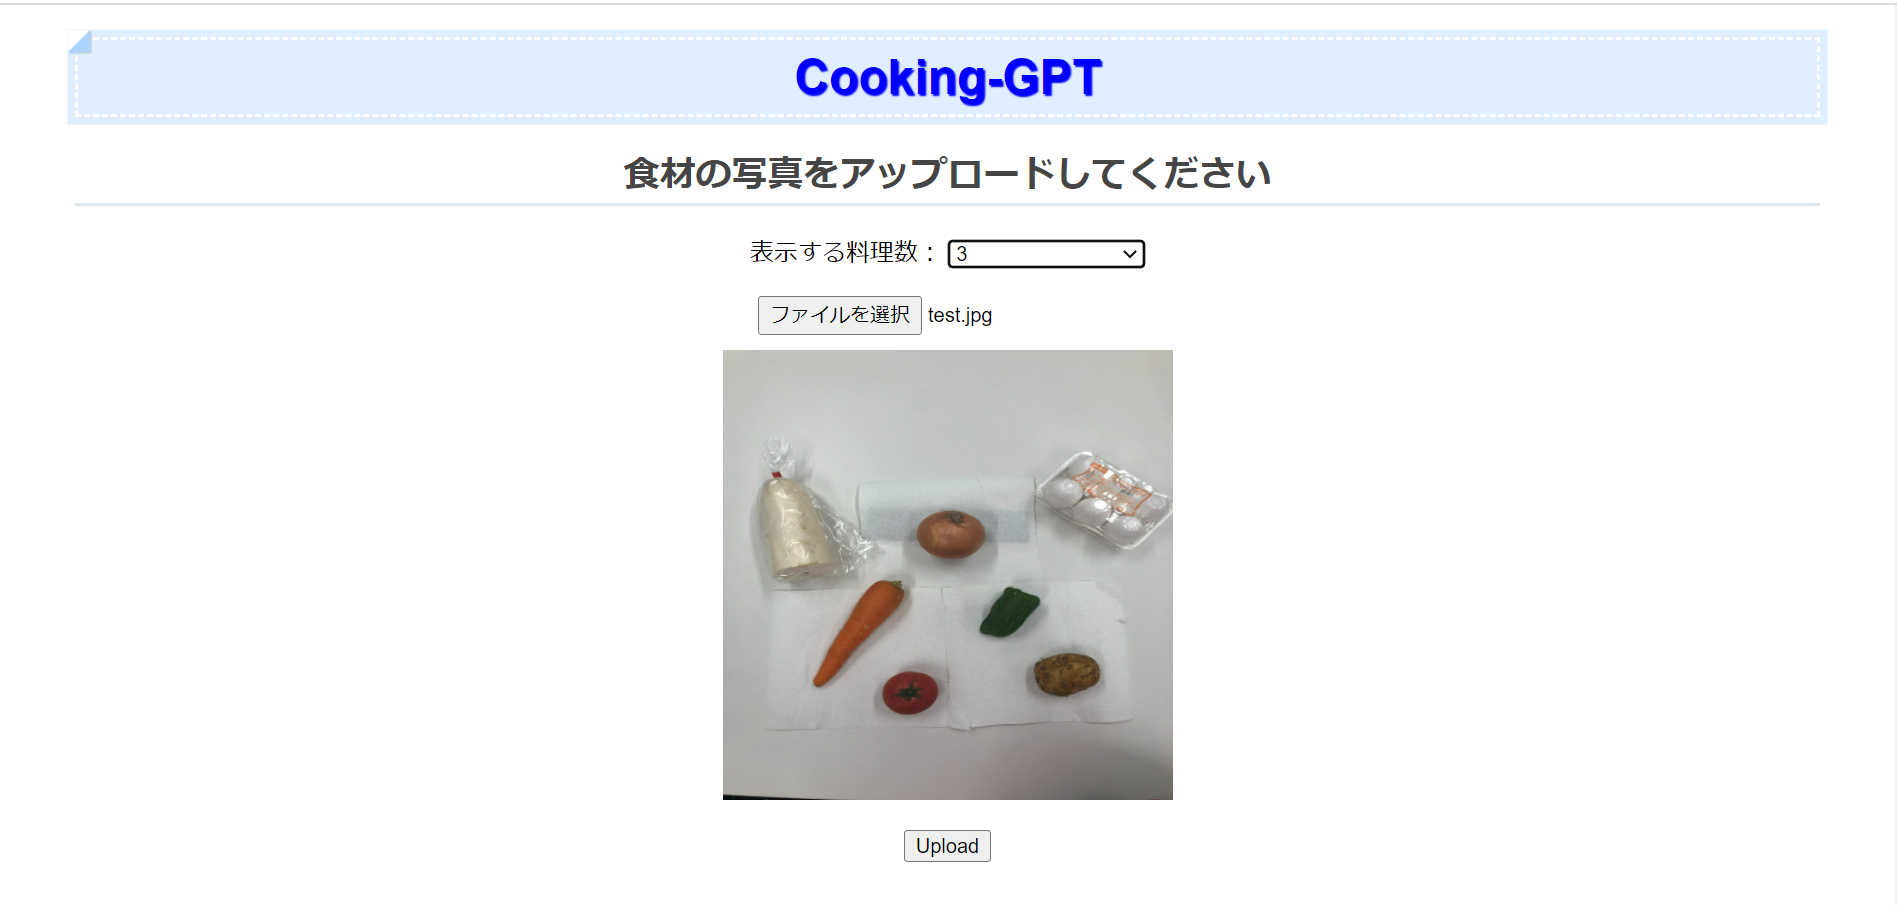 Cooking-GPT
食材の写真をアップロードしてください
表示する料理数： 3
ファイルを選択 test.jpg
Upload